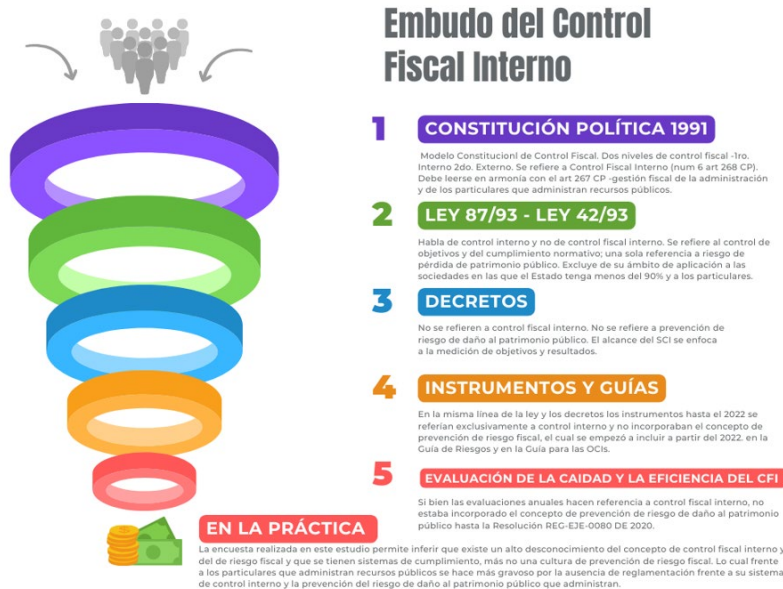 Embudo del Control
Fiscal Interno
1
CONSTITUCIÓN POLÍTICA 1991
Modelo Constitucionl de Control Fiscal. Dos niveles de control fiscal -1ro.
Interno 2do. Externo. Se refiere a Control Fiscal Interno (num 6 art 268 CP).
Debe leerse en armonía con el art 267 CP -gestión fiscal de la administración
y de los particulares que administran recursos públicos.
2
LEY 87/93 - LEY 42/93
Habla de control interno y no de control fiscal interno. Se refiere al control de
objetivos y del cumplimiento normativo; una sola referencia a riesgo de
pérdida de patrimonio público. Excluye de su ámbito de aplicación a las
sociedades en las que el Estado tenga menos del 90% y a los particulares.
3
DECRETOS
No se refieren a control fiscal interno. No se refiere a prevención de
riesgo de daño al patrimonio público. El alcance del SCI se enfoca
a la medición de objetivos y resultados.
4
INSTRUMENTOS Y GUÍAS
En la misma línea de la ley y los decretos los instrumentos hasta el 2022 se
referían exclusivamente a control interno y no incorporaban el concepto de
prevención de riesgo fiscal, el cual se empezó a incluir a partir del 2022. en la
Guía de Riesgos y en la Guía para las OCIs.
5
EVALUACIÓN DE LA CAIDAD Y LA EFICIENCIA DEL CFI
Si bien las evaluaciones anuales hacen referencia a control fiscal interno, no
estaba incorporado el concepto de prevención de riesgo de daño al patrimonio
público hasta la Resolución REG-EJE-0080 DE 2020.
EN LA PRÁCTICA
La encuesta realizada en este estudio permite inferir que existe un alto desconocimiento del concepto de control fiscal interno y
del de riesgo fiscal y que se tienen sistemas de cumplimiento, más no una cultura de prevención de riesgo fiscal. Lo cual frente
a los particulares que administran recursos públicos se hace más gravoso por la ausencia de reglamentación frente a su sistema
de control interno y la prevención del riesgo de daño al patrimonio público que administran.